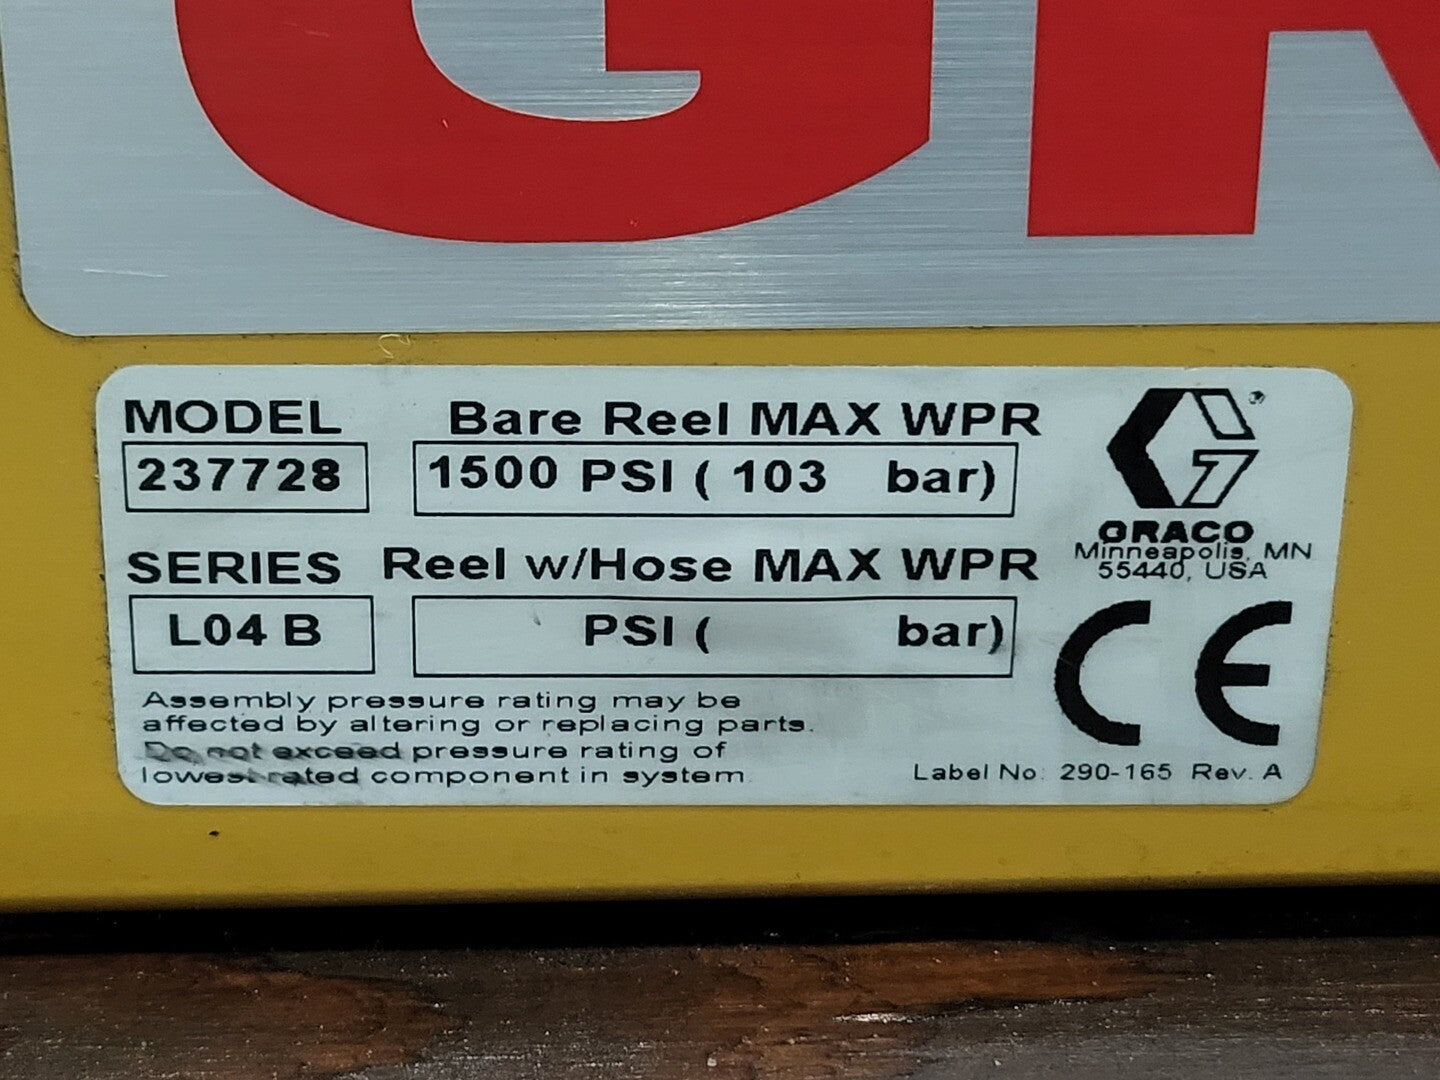 GR
MODEL Bare Reel MAX WPR
237728 1500 PSI ( 103 bar)
GRACO
Minneapolis, MN
55440, USA
SERIES Reel w/Hose MAX WPR
L04 B PSI ( bar)
CE
Assembly pressure rating may be
affected by altering or replacing parts.
Do not exceed pressure rating of
lowest rated component in system.
Label No: 290-165 Rev. A